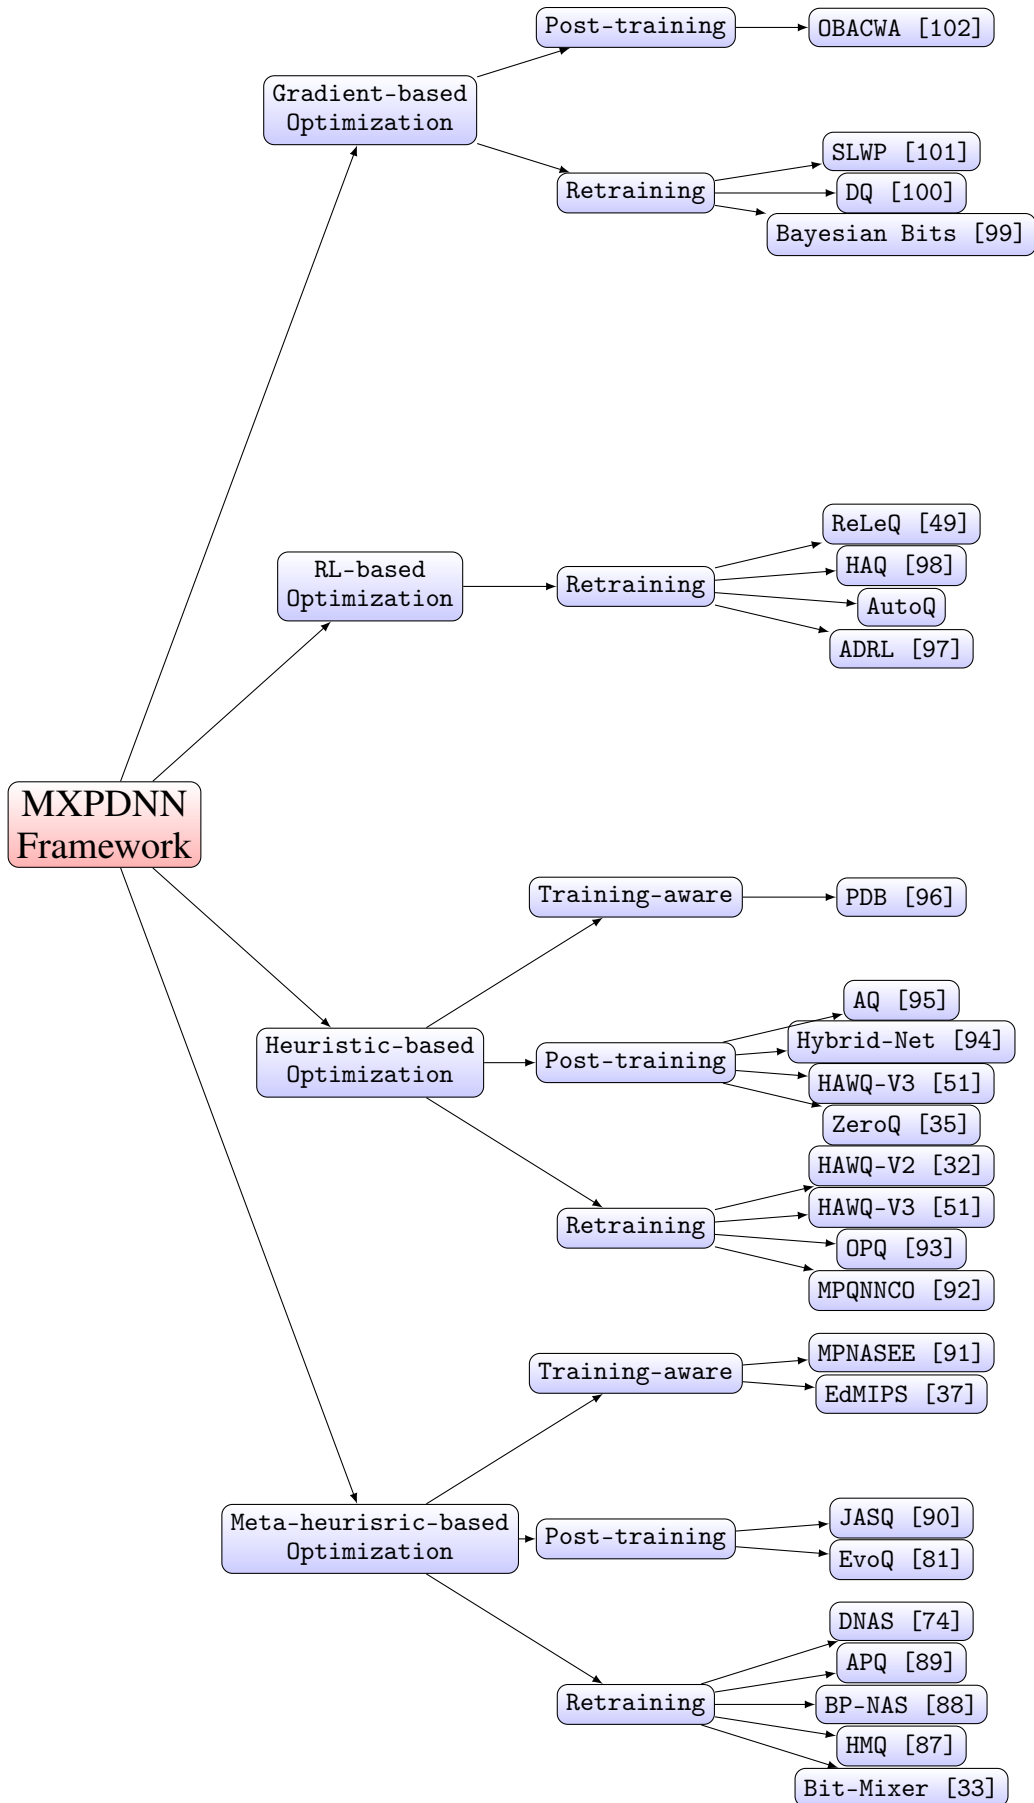 Post-training
OBACWA [102]
Gradient-based
Optimization
SLWP [101]
Retraining
DQ [100]
Bayesian Bits [99]
ReLeQ [49]
RL-based
Optimization
Retraining
HAQ [98]
AutoQ
ADRL [97]
MXPDNN
Framework
Training-aware
PDB [96]
AQ [95]
Heuristic-based
Optimization
Post-training
Hybrid-Net [94]
HAWQ-V3 [51]
ZeroQ [35]
HAWQ-V2 [32]
Retraining
HAWQ-V3 [51]
OPQ [93]
MPQNNCO [92]
MPNASEE [91]
Training-aware
EdMIPS [37]
Meta-heurisric-based
Optimization
Post-training
JASQ [90]
EvoQ [81]
DNAS [74]
APQ [89]
Retraining
BP-NAS [88]
HMQ [87]
Bit-Mixer [33]